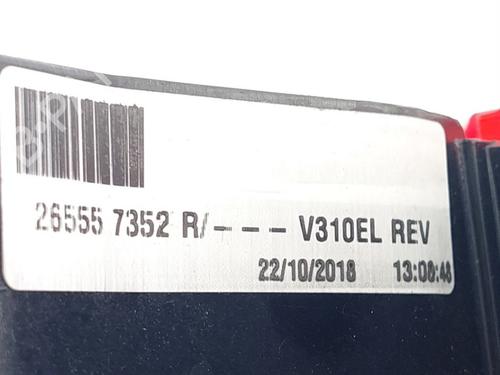 26555 7352 R/--- V310EL REV
22/10/2018 13:08:48